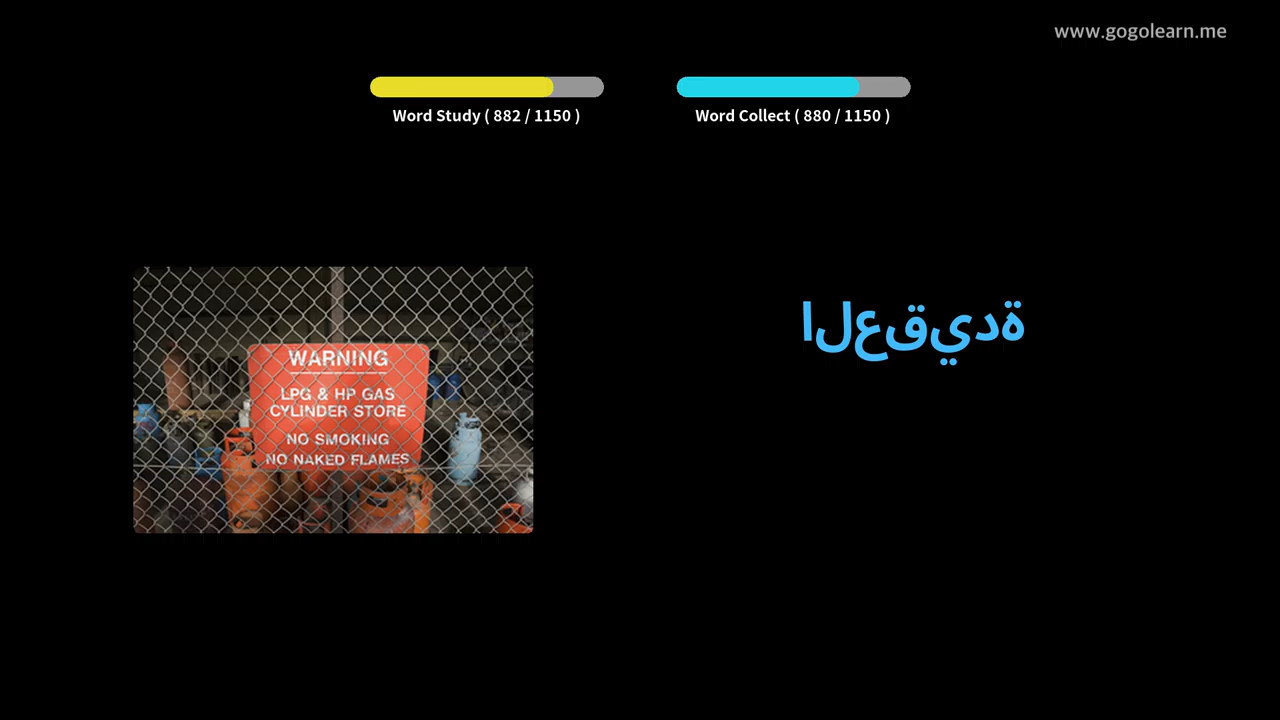 www.gogolearn.me
Word Study ( 882 / 1150 )
Word Collect ( 880 / 1150 )
العقيدة
WARNING
LPG & HP GAS
CYLINDER STORE
NO SMOKING
NO NAKED FLAMES